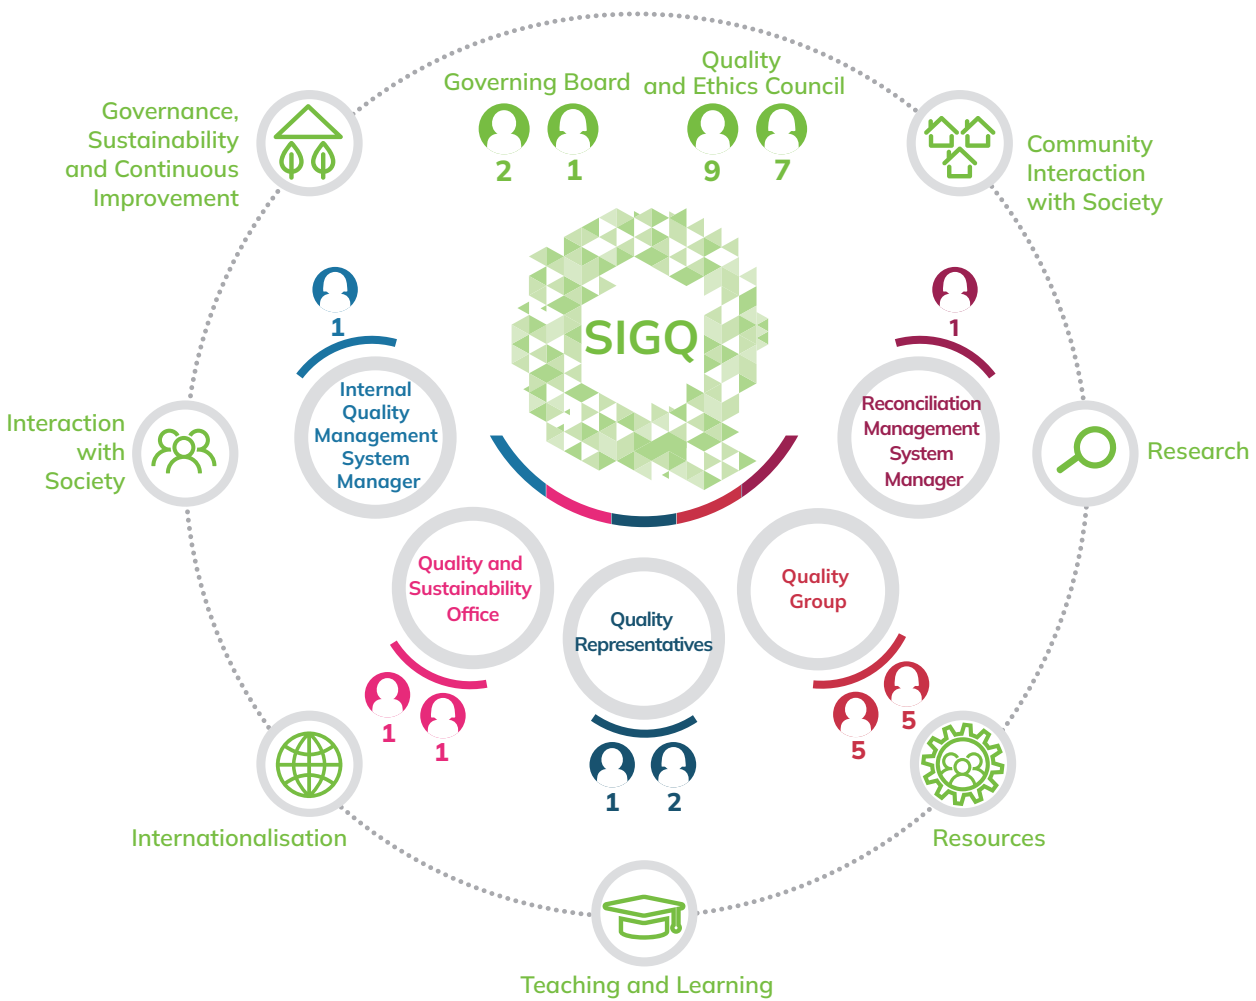 Governing Board
2
1
Quality
and Ethics Council
9
7
Governance,
Sustainability
and Continuous
Improvement
Community
Interaction
with Society
SIGQ
1
Internal
Quality
Management
System
Manager
1
Reconciliation
Management
System
Manager
Interaction
with
Society
Research
Quality and
Sustainability
Office
1
1
Quality
Representatives
1
2
Quality
Group
5
5
Internationalisation
Resources
Teaching and Learning